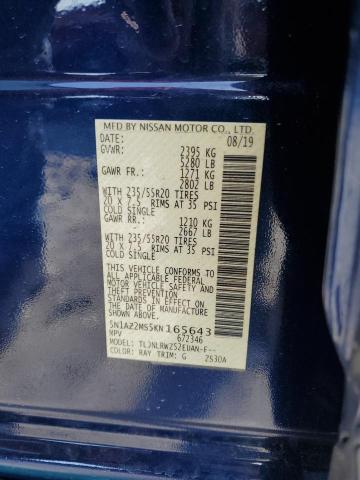 MFD BY NISSAN MOTOR CO., LTD.
DATE: 08/19
GVWR: 2395 KG
5280 LB
GAWR FR: 1271 KG
2802 LB
WITH 235/55R20 TIRES
20 X 7.5 RIMS AT 35 PSI
COLD SINGLE
GAWR RR: 1210 KG
2667 LB
WITH 235/55R20 TIRES
20 X 7.5 RIMS AT 35 PSI
COLD SINGLE
THIS VEHICLE CONFORMS TO ALL
APPLICABLE U.S. FEDERAL
MOTOR VEHICLE SAFETY AND
THEFT PREVENTION
STANDARDS IN EFFECT ON THE
DATE OF MANUFACTURE
SHOWN ABOVE.
5N1AZ2MS5KN165643
MPV 672346
MODEL:
COLOR: RAY TRIM: G 2S30A